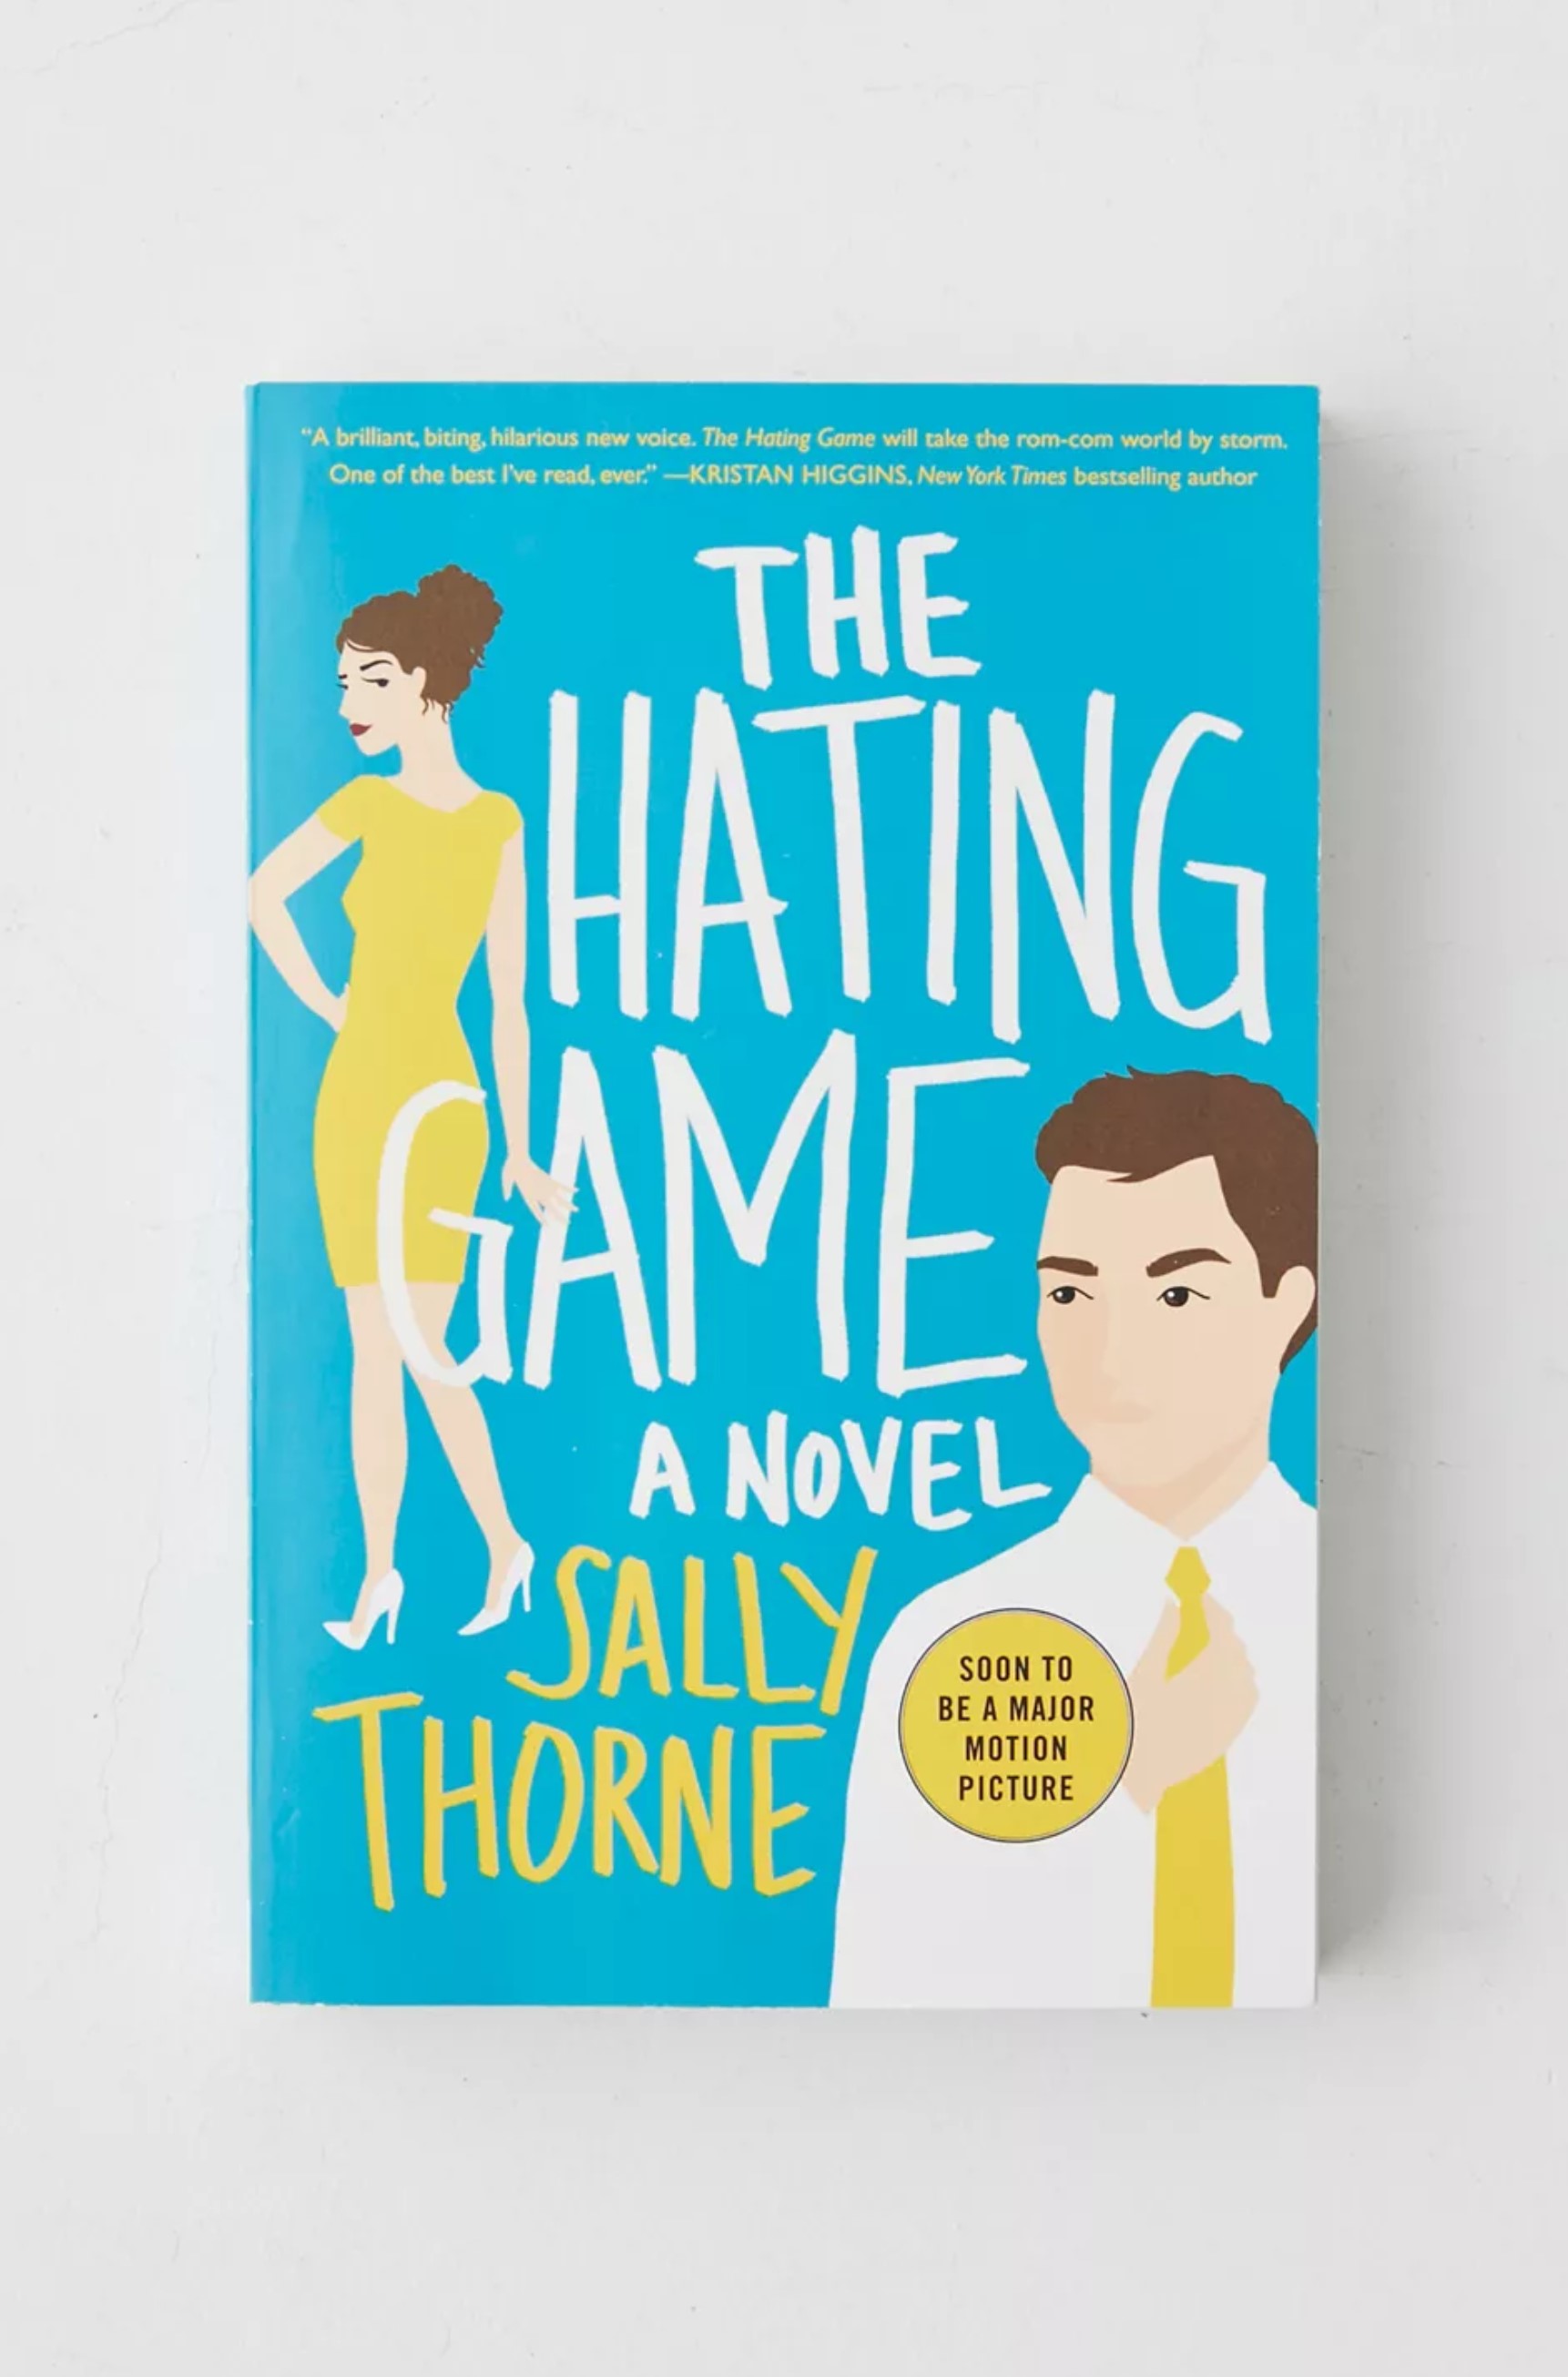 “A brilliant, biting, hilarious new voice. The Hating Game will take the rom-com world by storm.
One of the best I’ve read, ever.” —KRISTAN HIGGINS, New York Times bestselling author
THE
HATING
GAME
A NOVEL
SALLY
THORNE
SOON TO
BE A MAJOR
MOTION
PICTURE